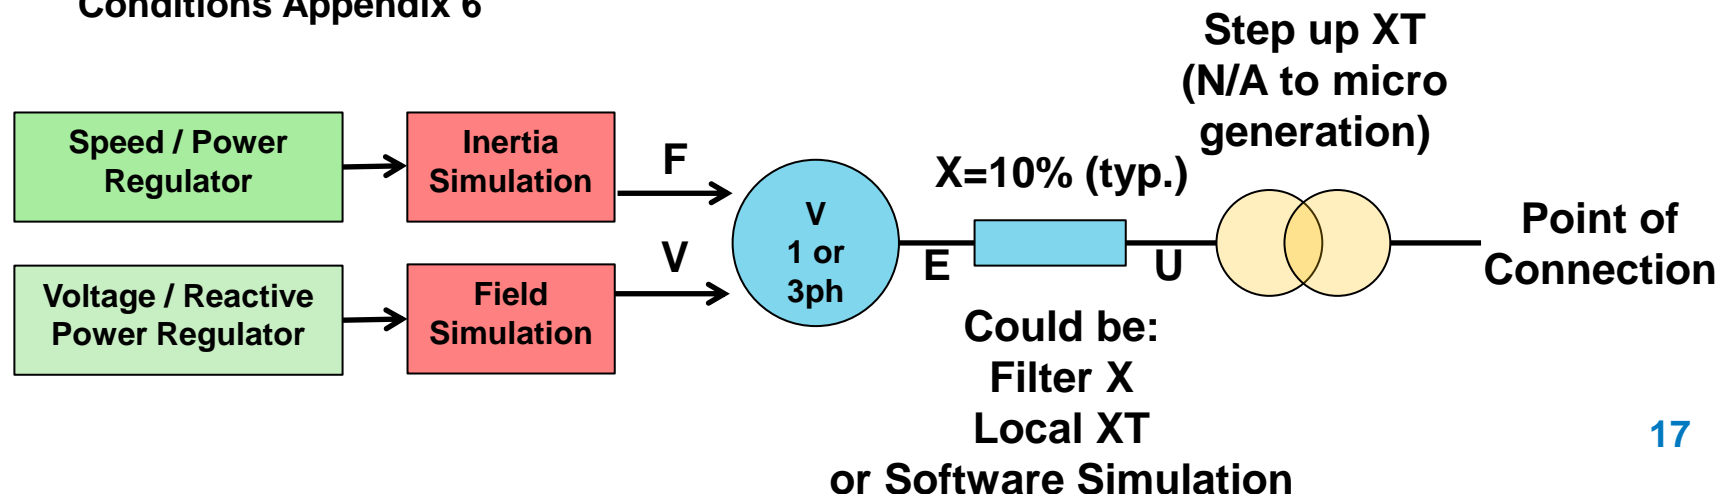 Conditions Appendix 6
Step up XT
(N/A to micro
generation)
Speed / Power
Regulator
Inertia
Simulation
F
X=10% (typ.)
V
1 or
3ph
E
U
Point of
Connection
Voltage / Reactive
Power Regulator
Field
Simulation
V
Could be:
Filter X
Local XT
or Software Simulation
17